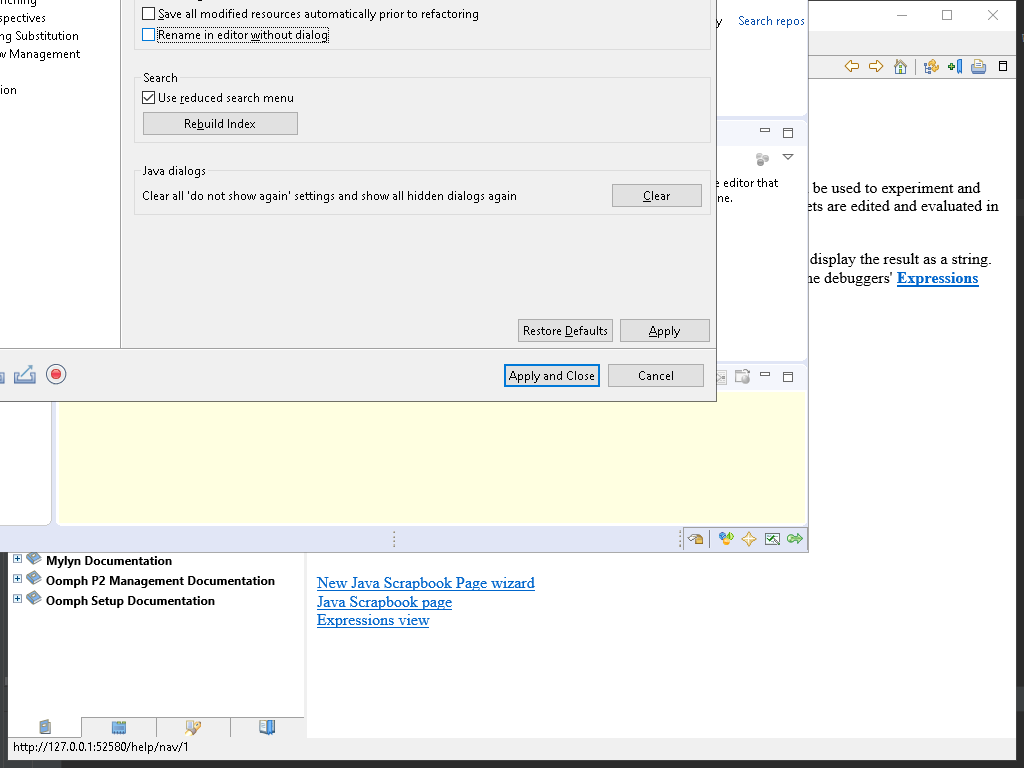 Save all modified resources automatically prior to refactoring
spectives
Search repos
Rename in editor without dialog
ng Substitution
w Management
Search
ion
Use reduced search menu
Rebuild Index
Java dialogs
e editor that
be used to experiment and
Clear all 'do not show again' settings and show all hidden dialogs again
Clear
ne.
ets are edited and evaluated in
display the result as a string.
he debuggers' Expressions
Restore Defaults
Apply
Apply and Close
Cancel
Mylyn Documentation
Oomph P2 Management Documentation
New Java Scrapbook Page wizard
Oomph Setup Documentation
Java Scrapbook page
Expressions view
http://127.0.0.1:52580/help/nav/1